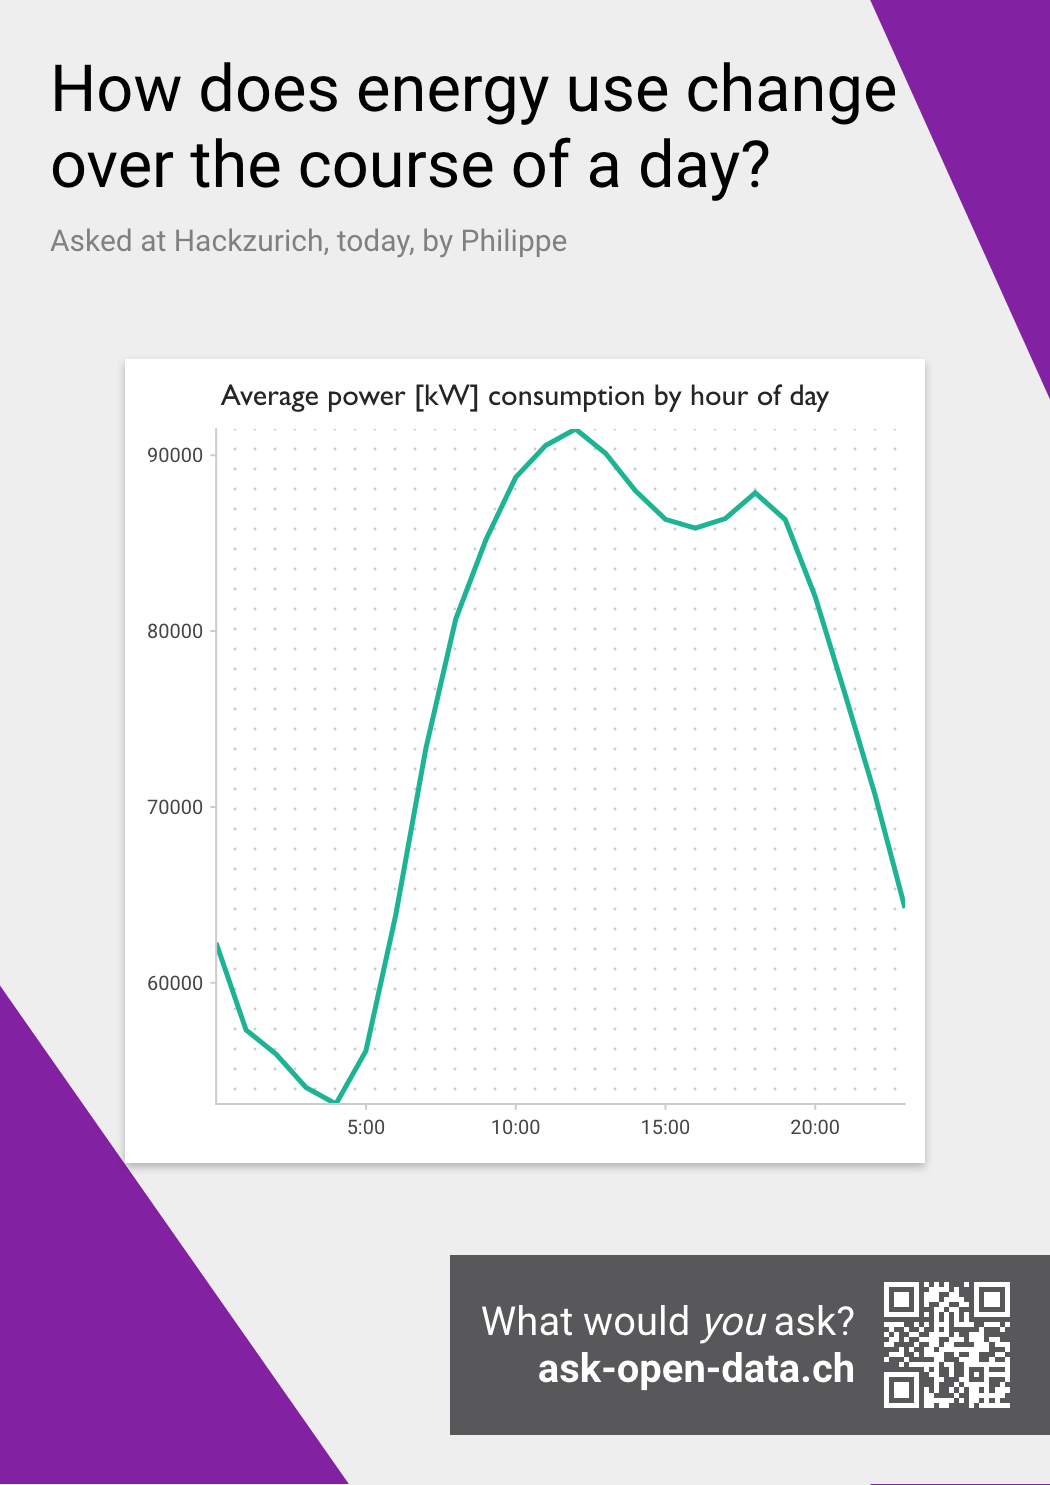 How does energy use change
over the course of a day?
Asked at Hackzurich, today, by Philippe
Average power [kW] consumption by hour of day
90000
80000
70000
60000
5:00 10:00 15:00 20:00
What would you ask?
ask-open-data.ch